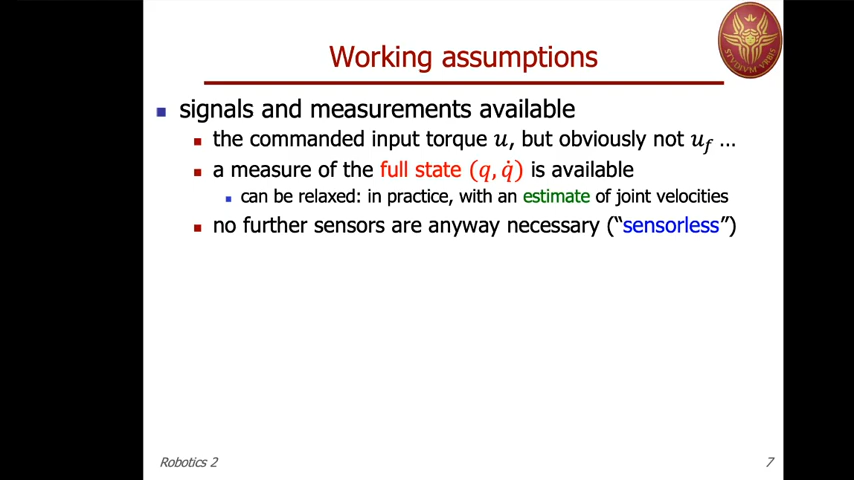 Working assumptions
STVDIVM VRBIS
signals and measurements available
the commanded input torque u, but obviously not u_f ...
a measure of the full state (q, q̇) is available
can be relaxed: in practice, with an estimate of joint velocities
no further sensors are anyway necessary (“sensorless”)
Robotics 2
7